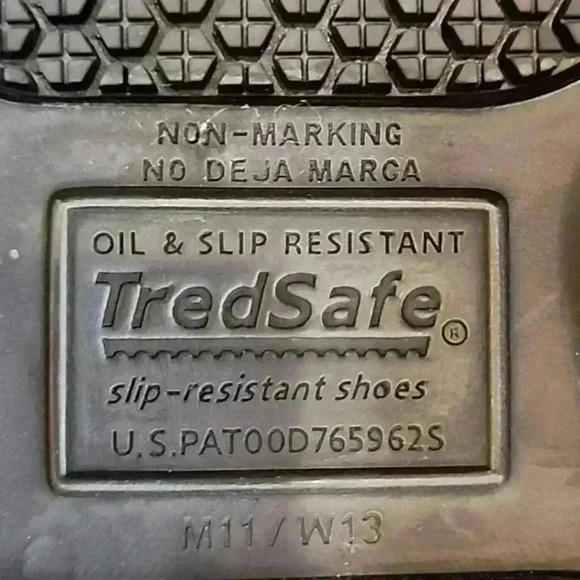 NON-MARKING
NO DEJA MARCA
OIL & SLIP RESISTANT
TredSafe®
slip-resistant shoes
U.S.PAT00D765962S
M11/W13